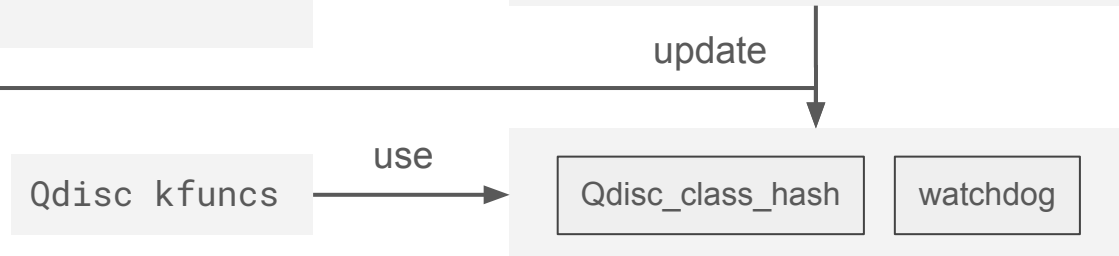 update
use
Qdisc kfuncs
Qdisc_class_hash
watchdog